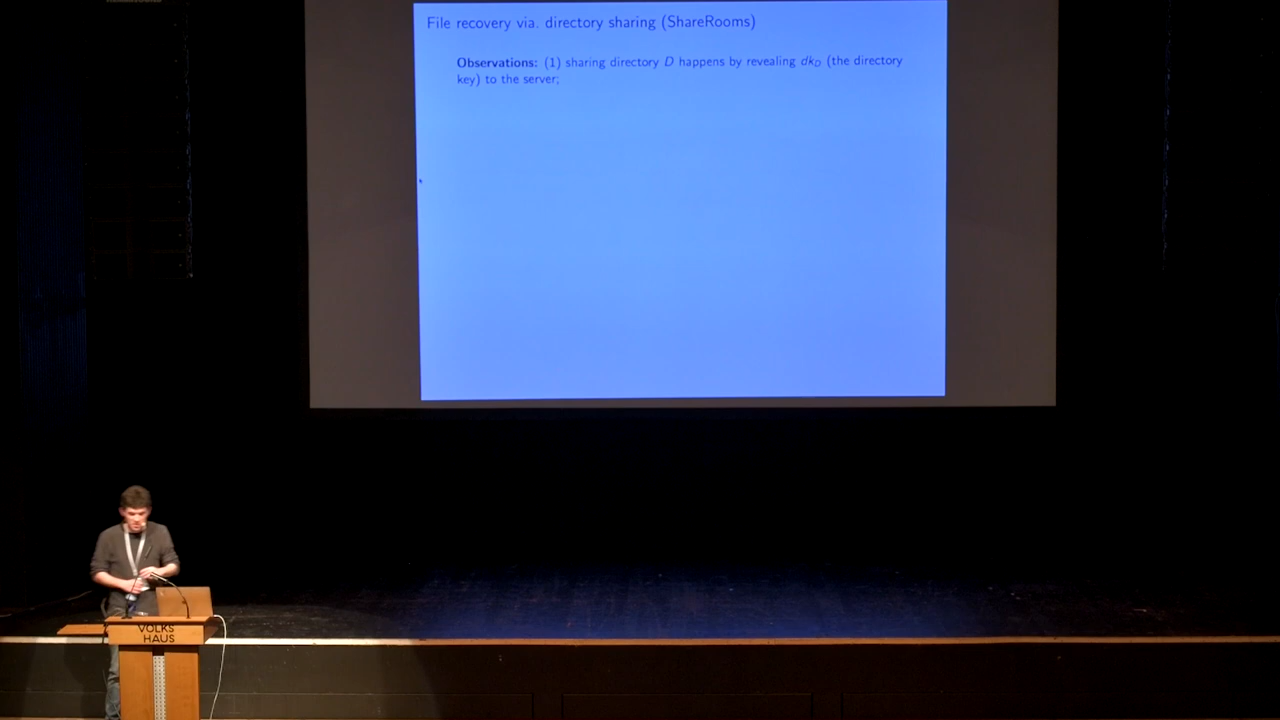 File recovery via. directory sharing (ShareRooms)
Observations: (1) sharing directory D happens by revealing dk_D (the directory
key) to the server;
VOLKS
HAUS